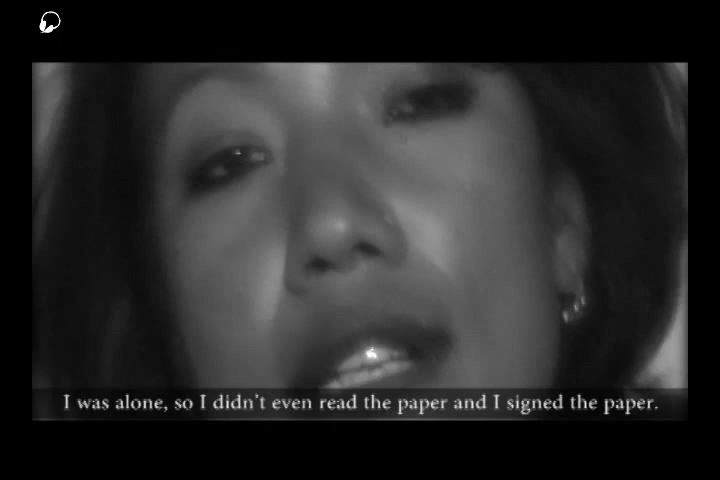 I was alone, so I didn't even read the paper and I signed the paper.